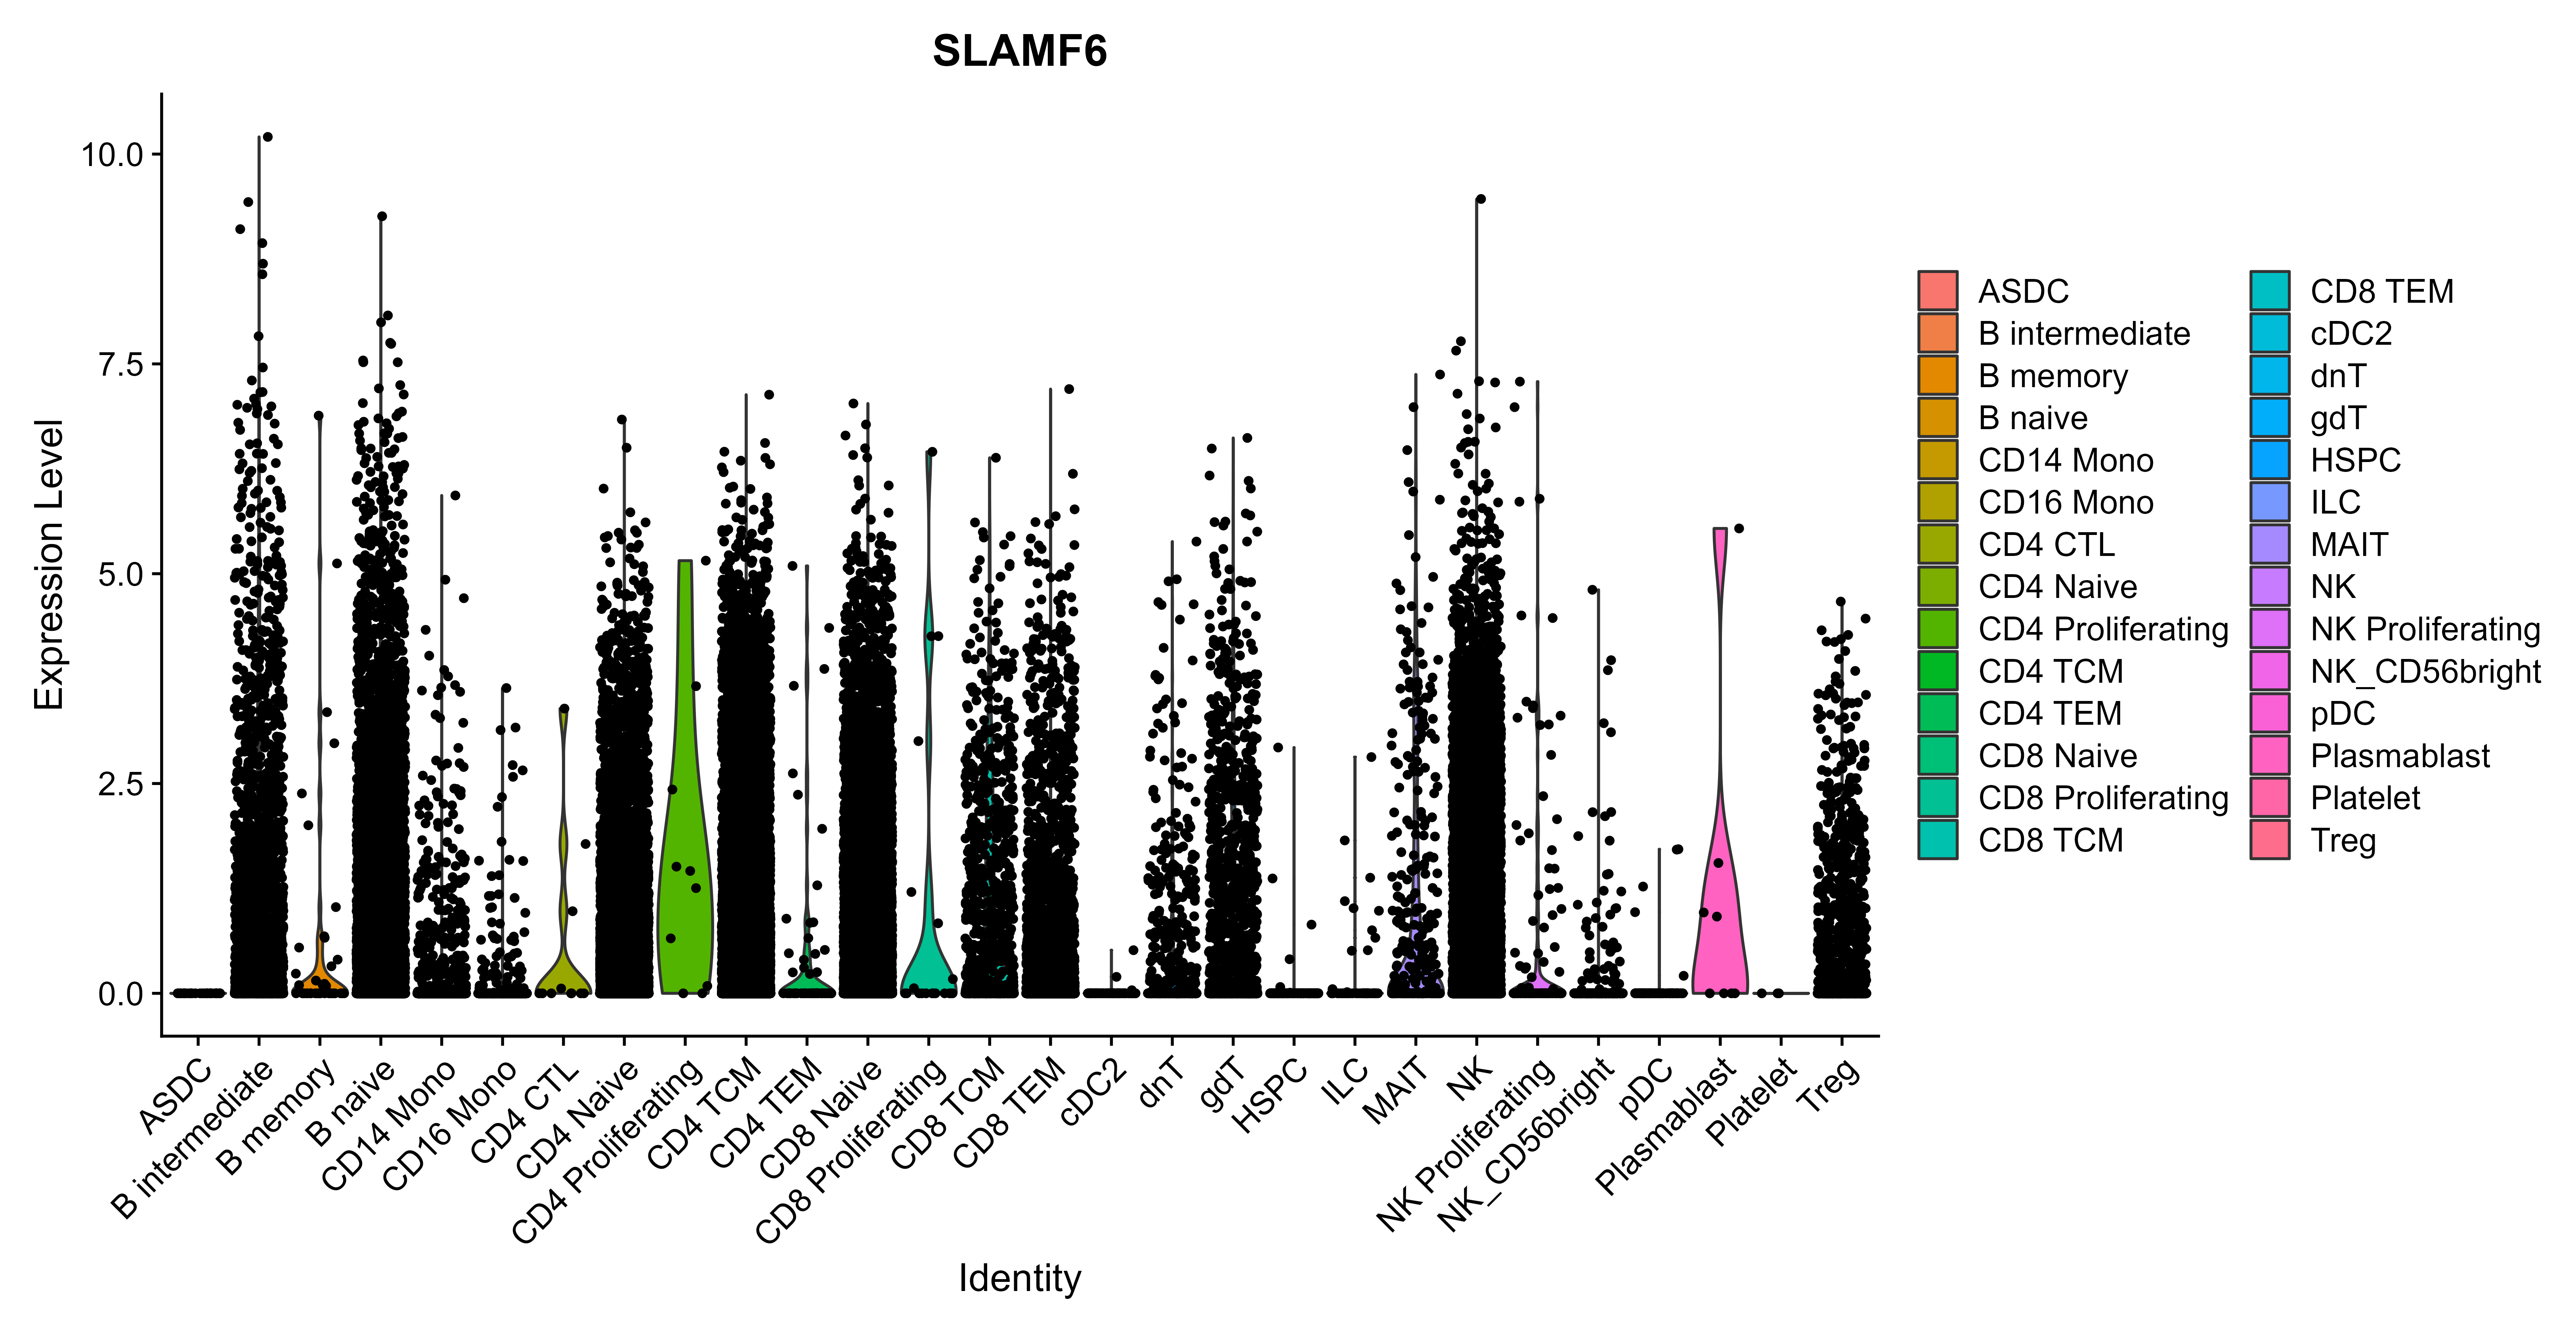 SLAMF6
Expression Level
10.0
7.5
5.0
2.5
0.0
ASDC
B intermediate
B memory
B naive
CD14 Mono
CD16 Mono
CD4 CTL
CD4 Naive
CD4 Proliferating
CD4 TCM
CD4 TEM
CD8 Naive
CD8 Proliferating
CD8 TCM
CD8 TEM
cDC2
dnT
gdT
HSPC
ILC
MAIT
NK
NK Proliferating
NK_CD56bright
pDC
Plasmablast
Platelet
Treg
Identity
ASDC
B intermediate
B memory
B naive
CD14 Mono
CD16 Mono
CD4 CTL
CD4 Naive
CD4 Proliferating
CD4 TCM
CD4 TEM
CD8 Naive
CD8 Proliferating
CD8 TCM
CD8 TEM
cDC2
dnT
gdT
HSPC
ILC
MAIT
NK
NK Proliferating
NK_CD56bright
pDC
Plasmablast
Platelet
Treg